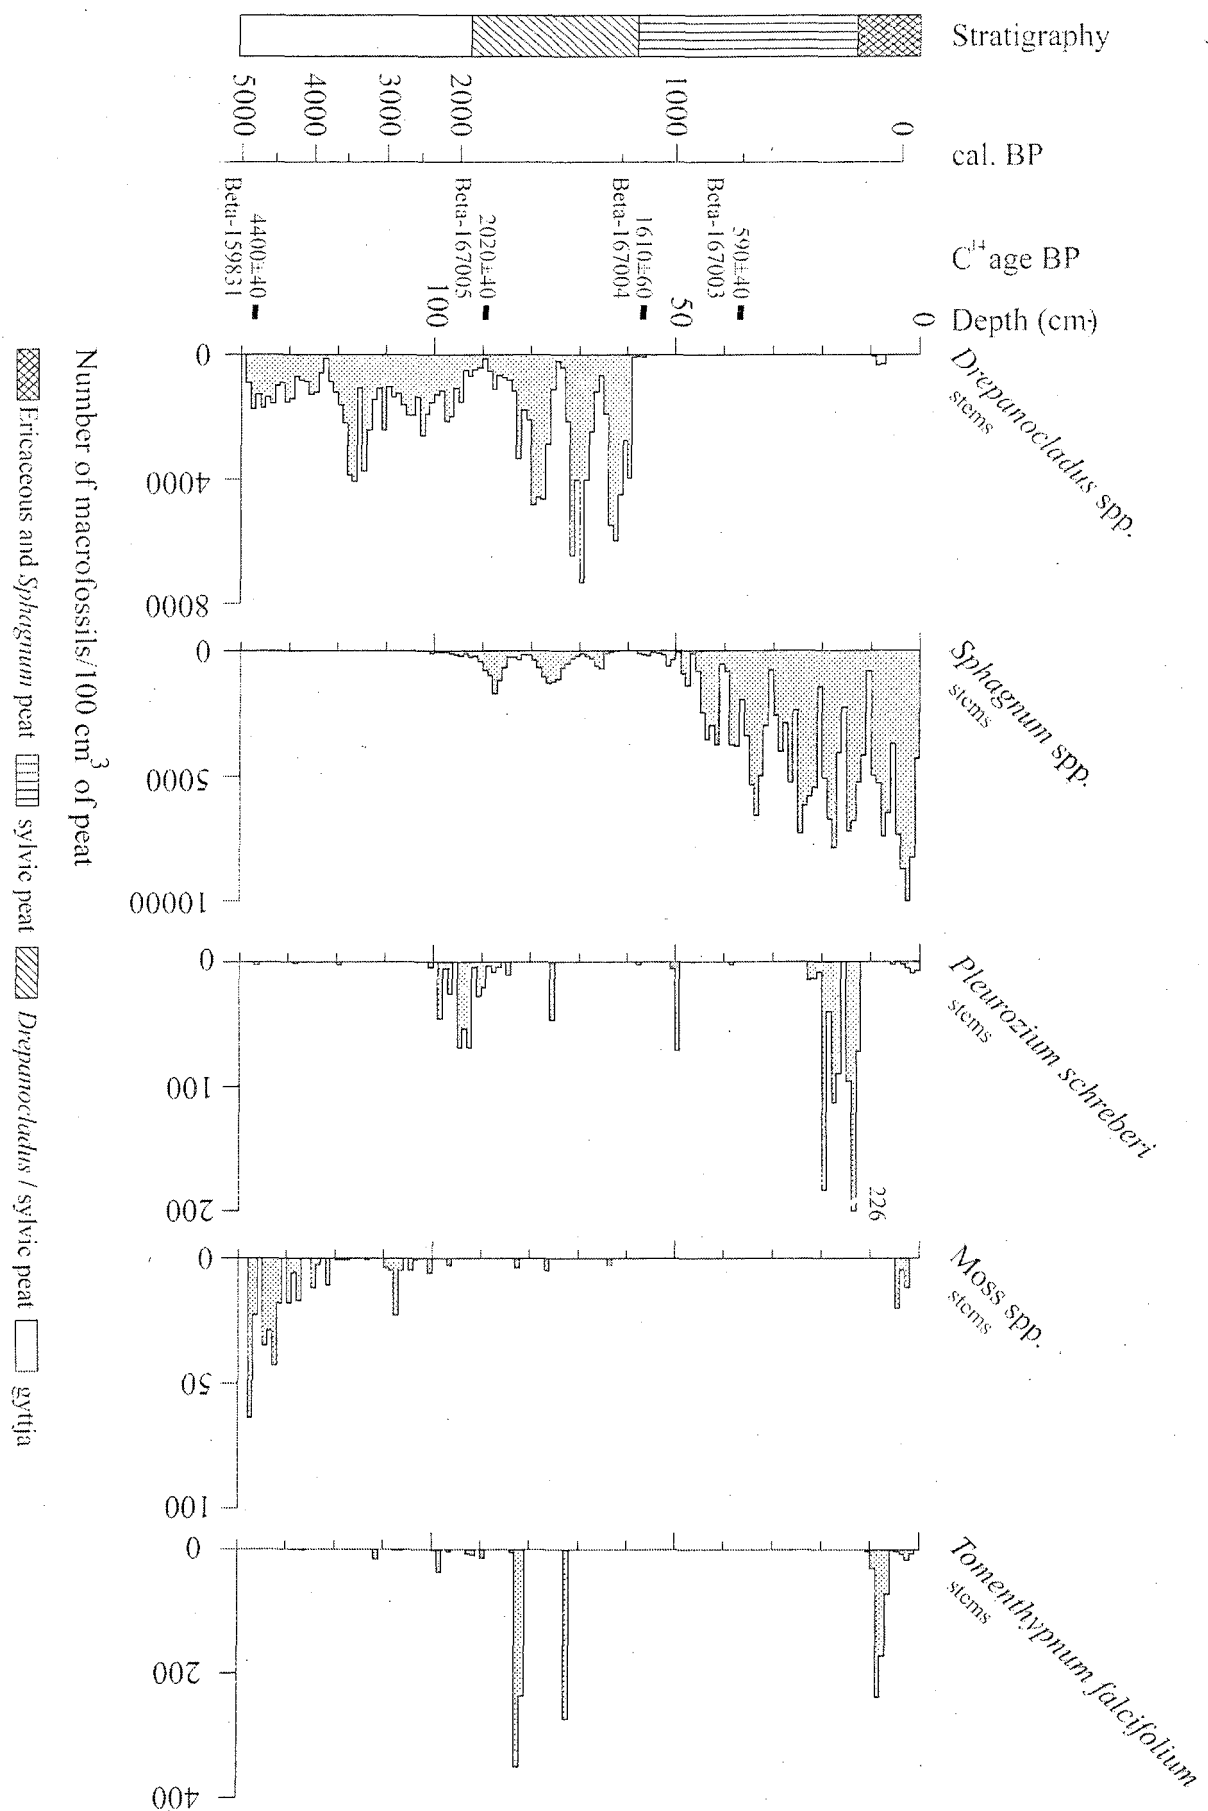 Stratigraphy
cal. BP
0
1000
2000
3000
4000
5000
C14 age BP
590±40
Beta-167003
1610±60
Beta-167004
2020±40
Beta-167005
4400±40
Beta-159831
Depth (cm)
0
50
100
Drepanocladus spp.
stems
0
4000
8000
Sphagnum spp.
stems
0
5000
10000
Pleurozium schreberi
stems
0
100
200
226
Moss spp.
stems
0
50
100
Tomenthypnum falcifolium
stems
0
200
400
Number of macrofossils/100 cm3 of peat
Ericaceous and Sphagnum peat sylvic peat Drepanocladus / sylvic peat gyttja